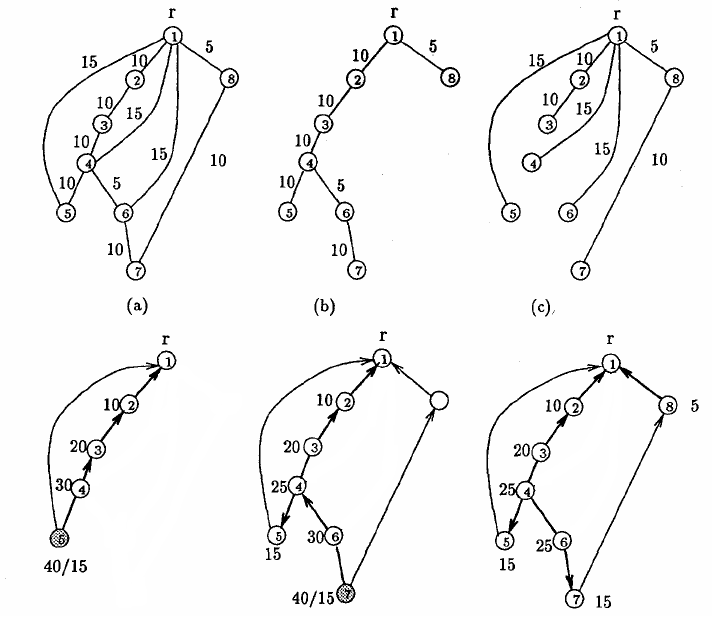 r r r
1 1 1
15 10 5 10 5 15 10 5
2 8 2 8 2 8
10 15 10 10 15
3 3 3
10 15 10 10 10 15 10
4 4 4
10 5 10 5
5 6 5 6 5 6
10 10
7 7 7
(a) (b) (c)
r r r
1 1 1
10 2 10 2 10 2 8 5
20 3 20 3 20 3
30 4 25 4 25 4
5 5 30 6 5 25 6
40/15 15 15
40/15 7 7 15